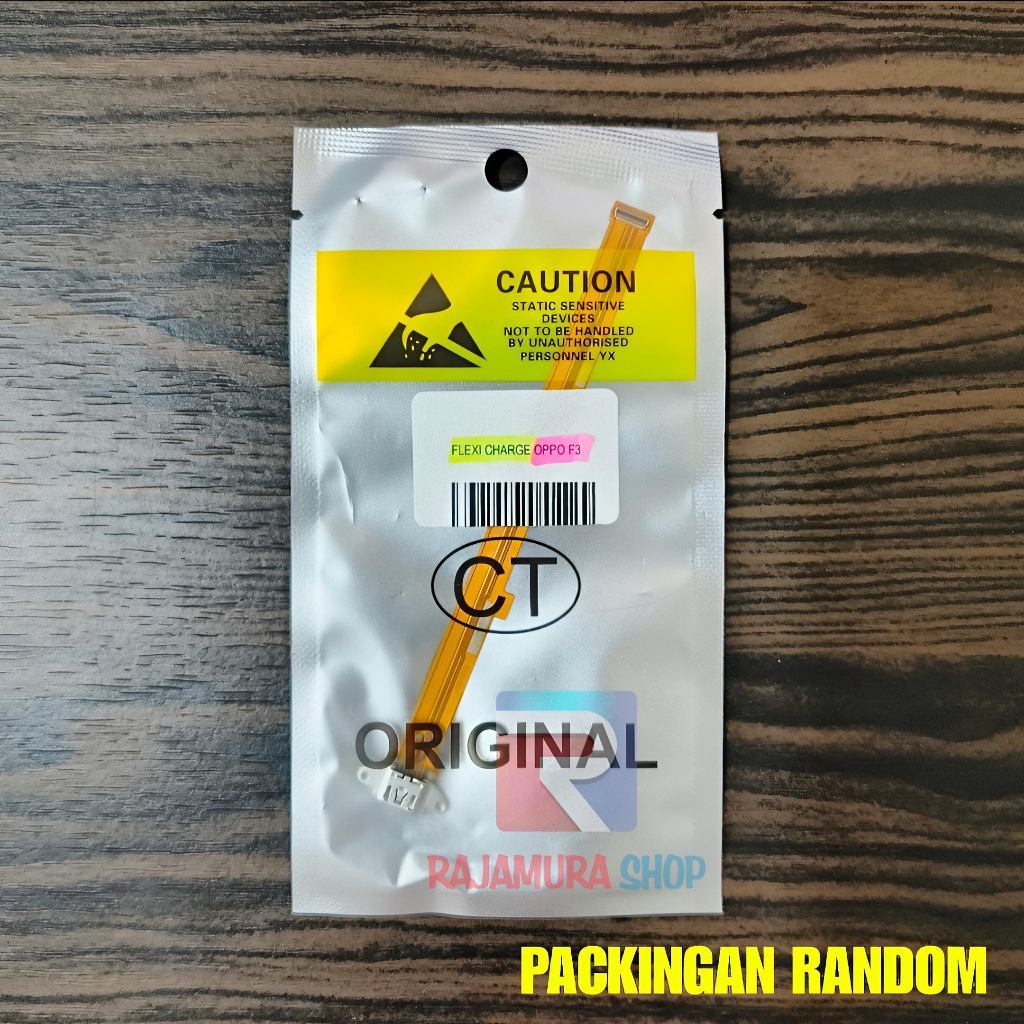 CAUTION
STATIC SENSITIVE
DEVICES
NOT TO BE HANDLED
BY UNAUTHORISED
PERSONNEL YX
FLEXI CHARGE OPPO F3
CT
ORIGINAL
R
RAJAMURA SHOP
PACKINGAN RANDOM